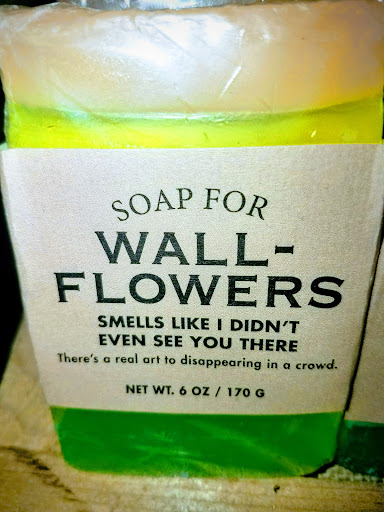 SOAP FOR
WALL-
FLOWERS
SMELLS LIKE I DIDN'T
EVEN SEE YOU THERE
There's a real art to disappearing in a crowd.
NET WT. 6 OZ / 170 G